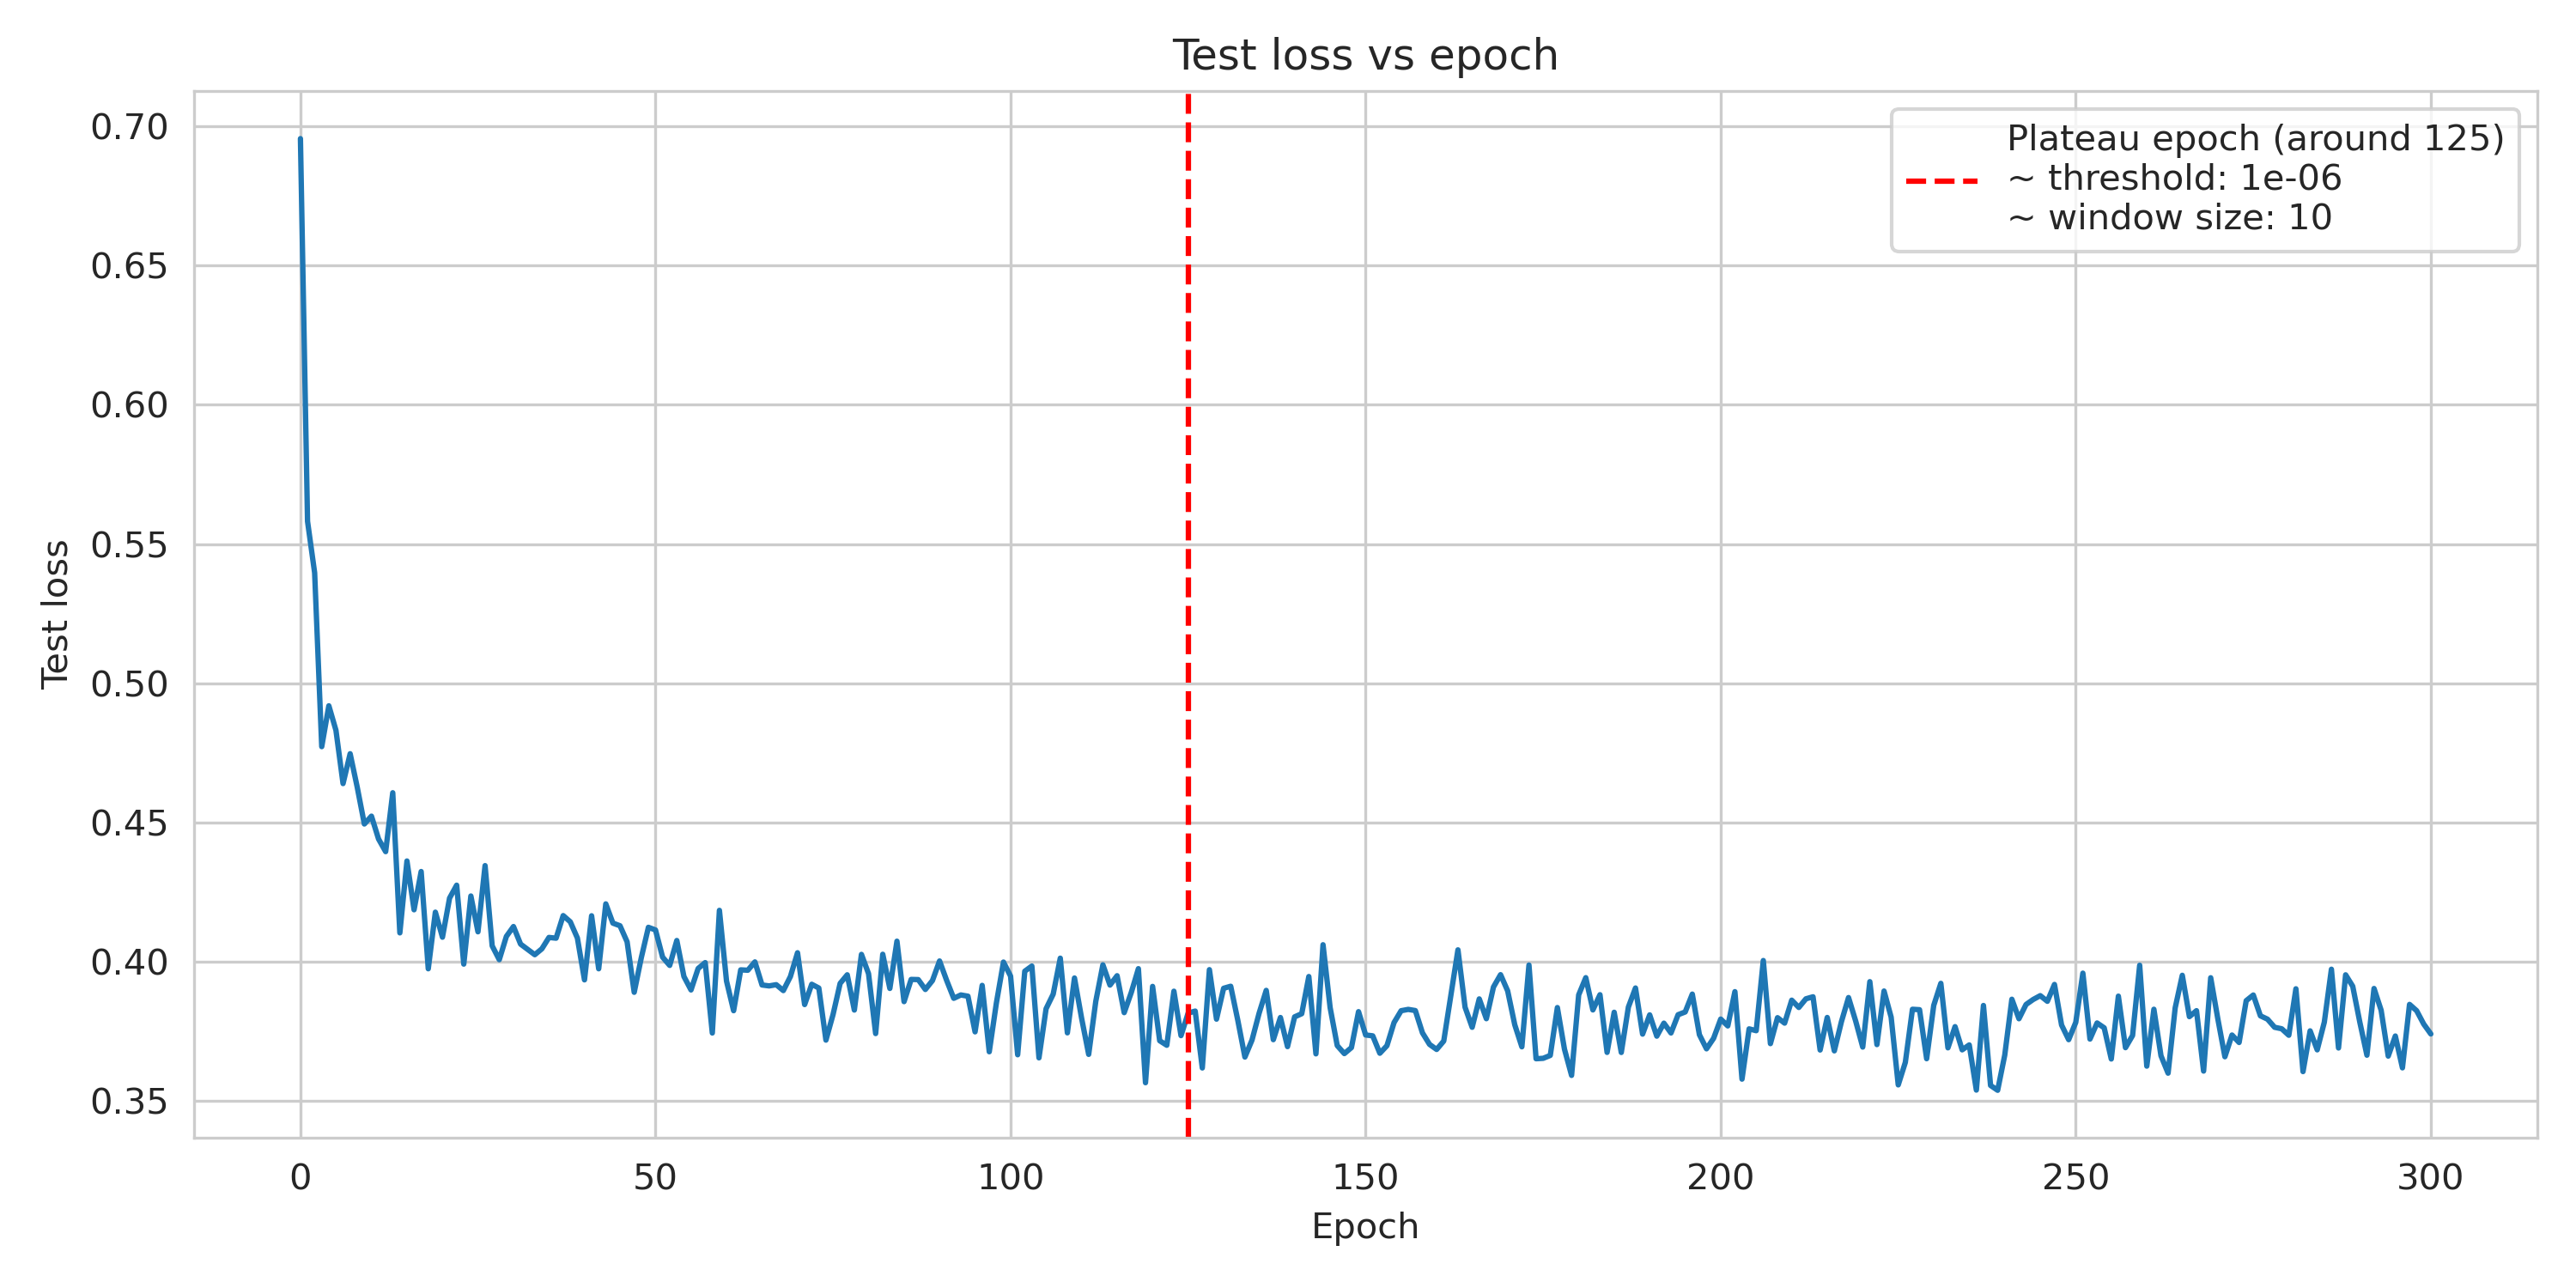 Test loss vs epoch
Plateau epoch (around 125)
~ threshold: 1e-06
~ window size: 10
Test loss
0.70
0.65
0.60
0.55
0.50
0.45
0.40
0.35
0
50
100
150
200
250
300
Epoch